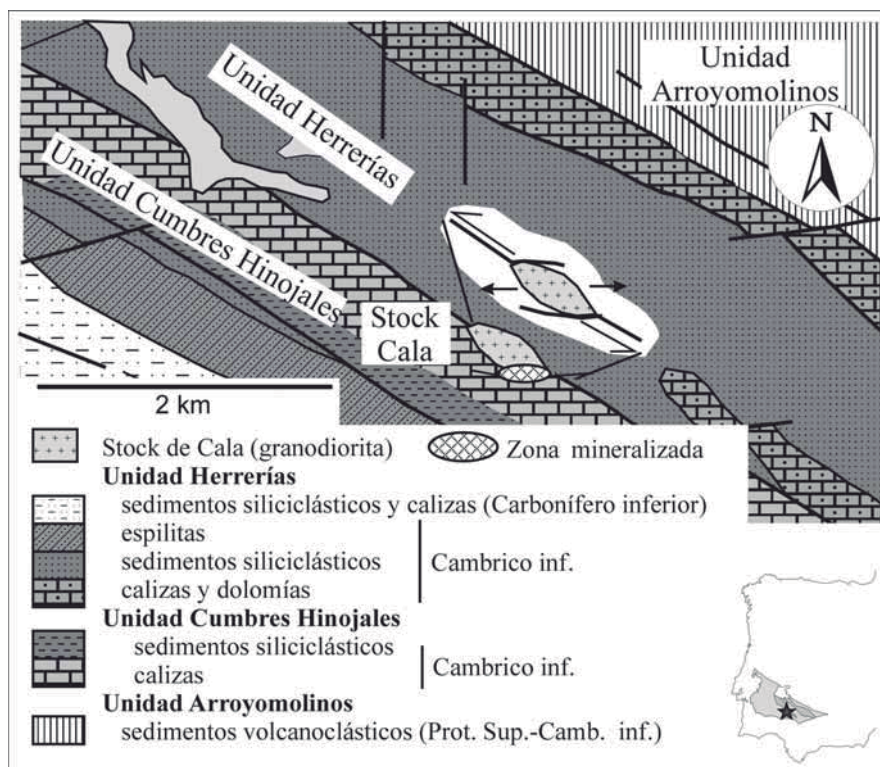 Unidad
Arroyomolinos
N
Unidad Herrerías
Unidad Cumbres Hinojales
Stock
Cala
2 km
Stock de Cala (granodiorita)
Zona mineralizada
Unidad Herrerías
sedimentos siliciclásticos y calizas (Carbonífero inferior)
espilitas
sedimentos siliciclásticos
calizas y dolomías
Cambrico inf.
Unidad Cumbres Hinojales
sedimentos siliciclásticos
calizas
Cambrico inf.
Unidad Arroyomolinos
sedimentos volcanoclásticos (Prot. Sup.-Camb. inf.)